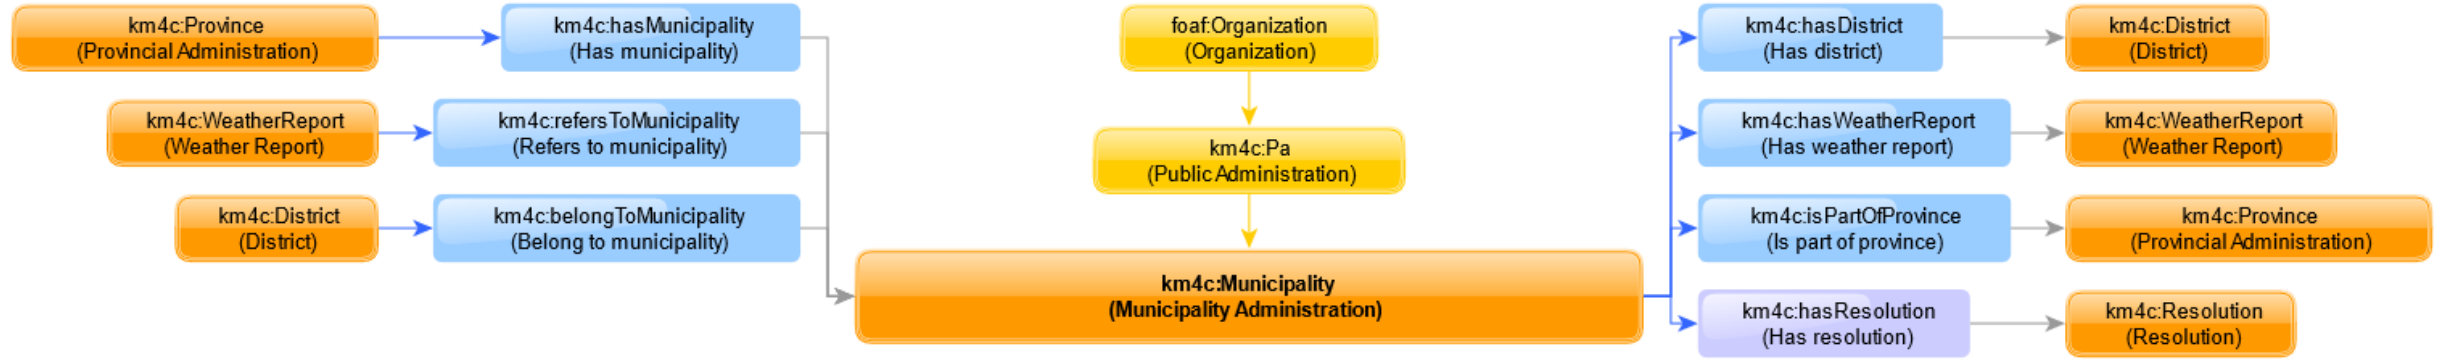 km4c:Province
(Provincial Administration)
km4c:hasMunicipality
(Has municipality)
km4c:WeatherReport
(Weather Report)
km4c:refersToMunicipality
(Refers to municipality)
km4c:District
(District)
km4c:belongToMunicipality
(Belong to municipality)
foaf:Organization
(Organization)
km4c:Pa
(Public Administration)
km4c:Municipality
(Municipality Administration)
km4c:hasDistrict
(Has district)
km4c:District
(District)
km4c:hasWeatherReport
(Has weather report)
km4c:WeatherReport
(Weather Report)
km4c:isPartOfProvince
(Is part of province)
km4c:Province
(Provincial Administration)
km4c:hasResolution
(Has resolution)
km4c:Resolution
(Resolution)